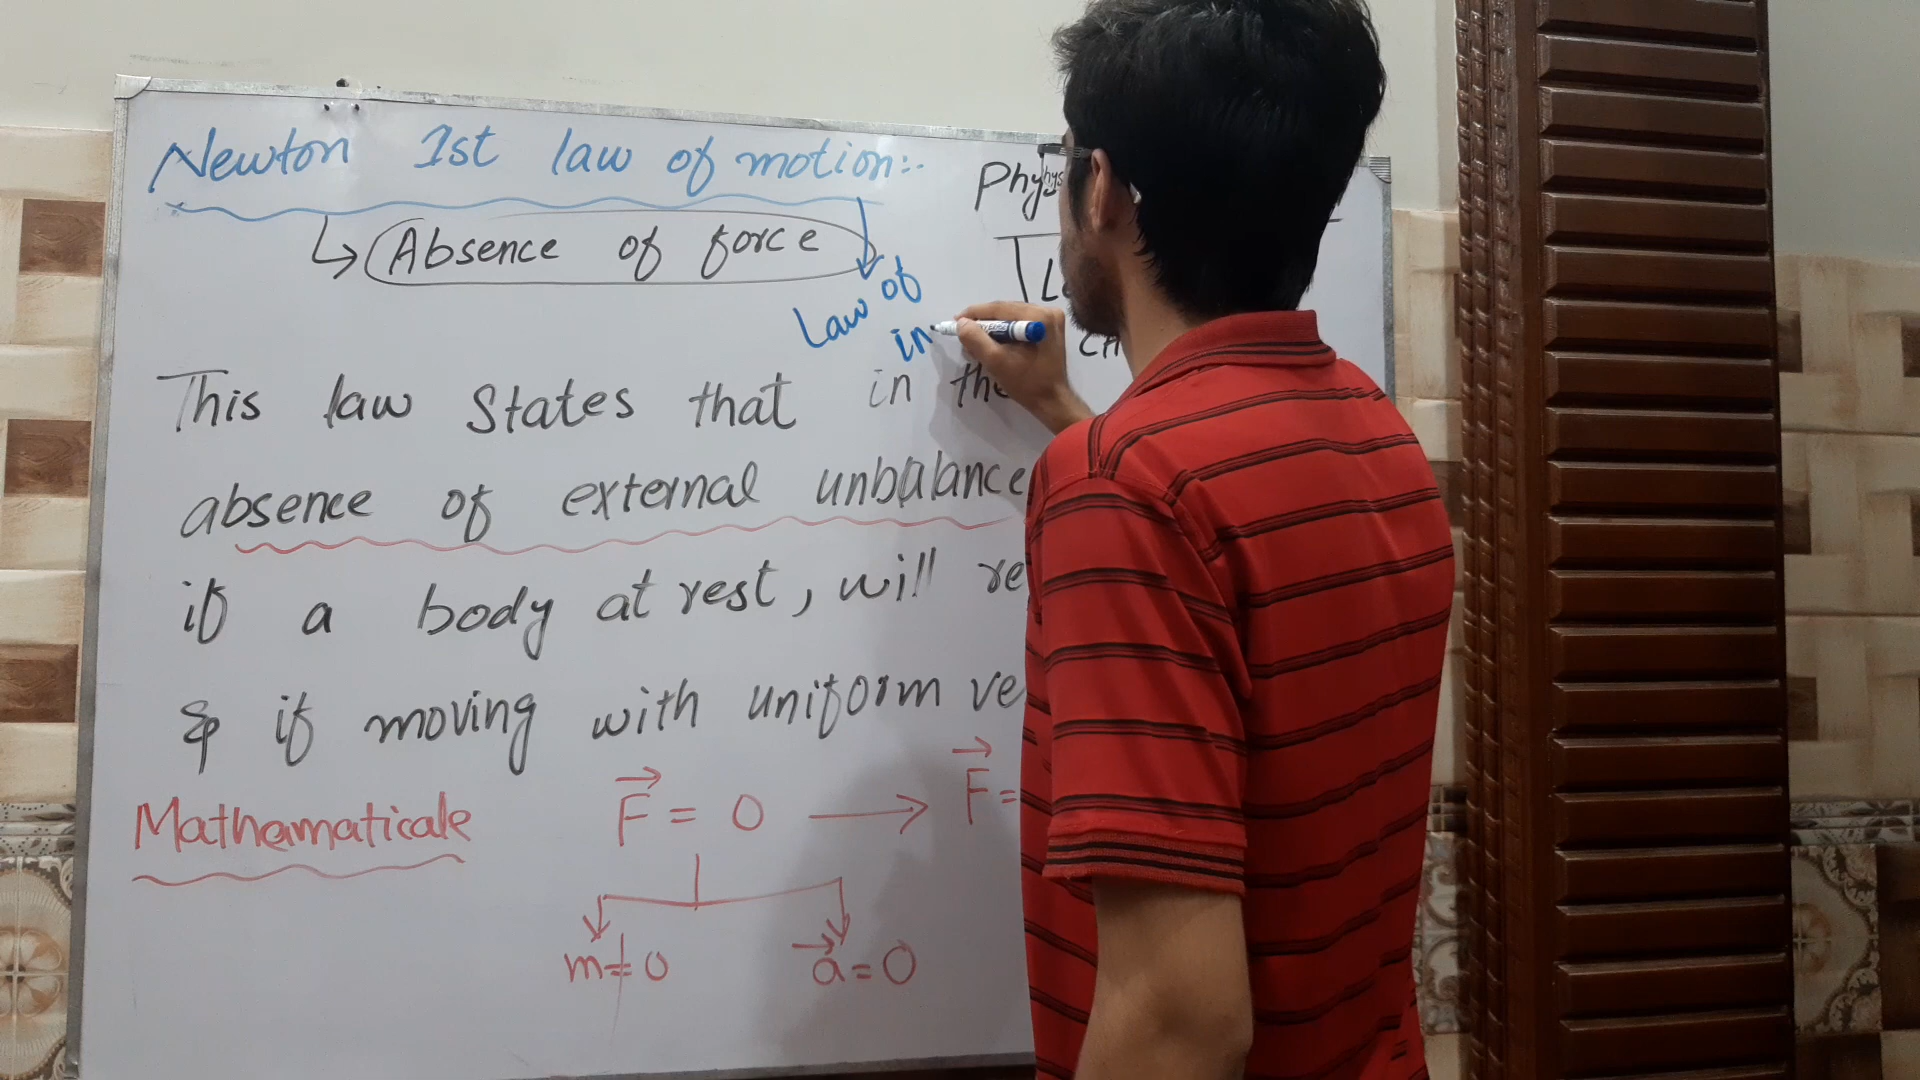 Newton 1st law of motion:-
↳ Absence of force
Law of
in
Phy
This law States that in the
absence of external unbalance
if a body at rest, will re
& if moving with uniform ve
Mathamaticale
F⃗ = 0 → F⃗ =
m≠0 a⃗ = 0